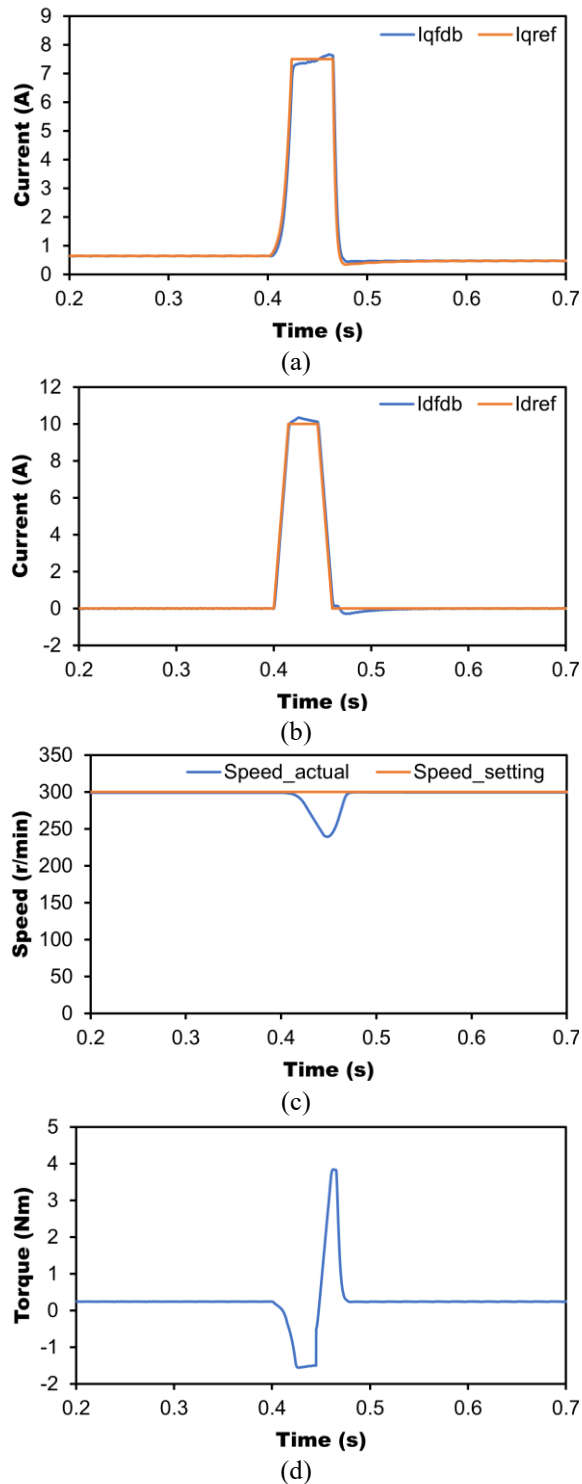 9
Iqfdb Iqref
8
7
6
5
4
3
2
1
0
Current (A)
0.2 0.3 0.4 0.5 0.6 0.7
Time (s)
(a)
12
Idfdb Idref
10
8
6
4
2
0
-2
Current (A)
0.2 0.3 0.4 0.5 0.6 0.7
Time (s)
(b)
350
Speed_actual Speed_setting
300
250
200
150
100
50
0
Speed (r/min)
0.2 0.3 0.4 0.5 0.6 0.7
Time (s)
(c)
5
4
3
2
1
0
-1
-2
Torque (Nm)
0.2 0.3 0.4 0.5 0.6 0.7
Time (s)
(d)